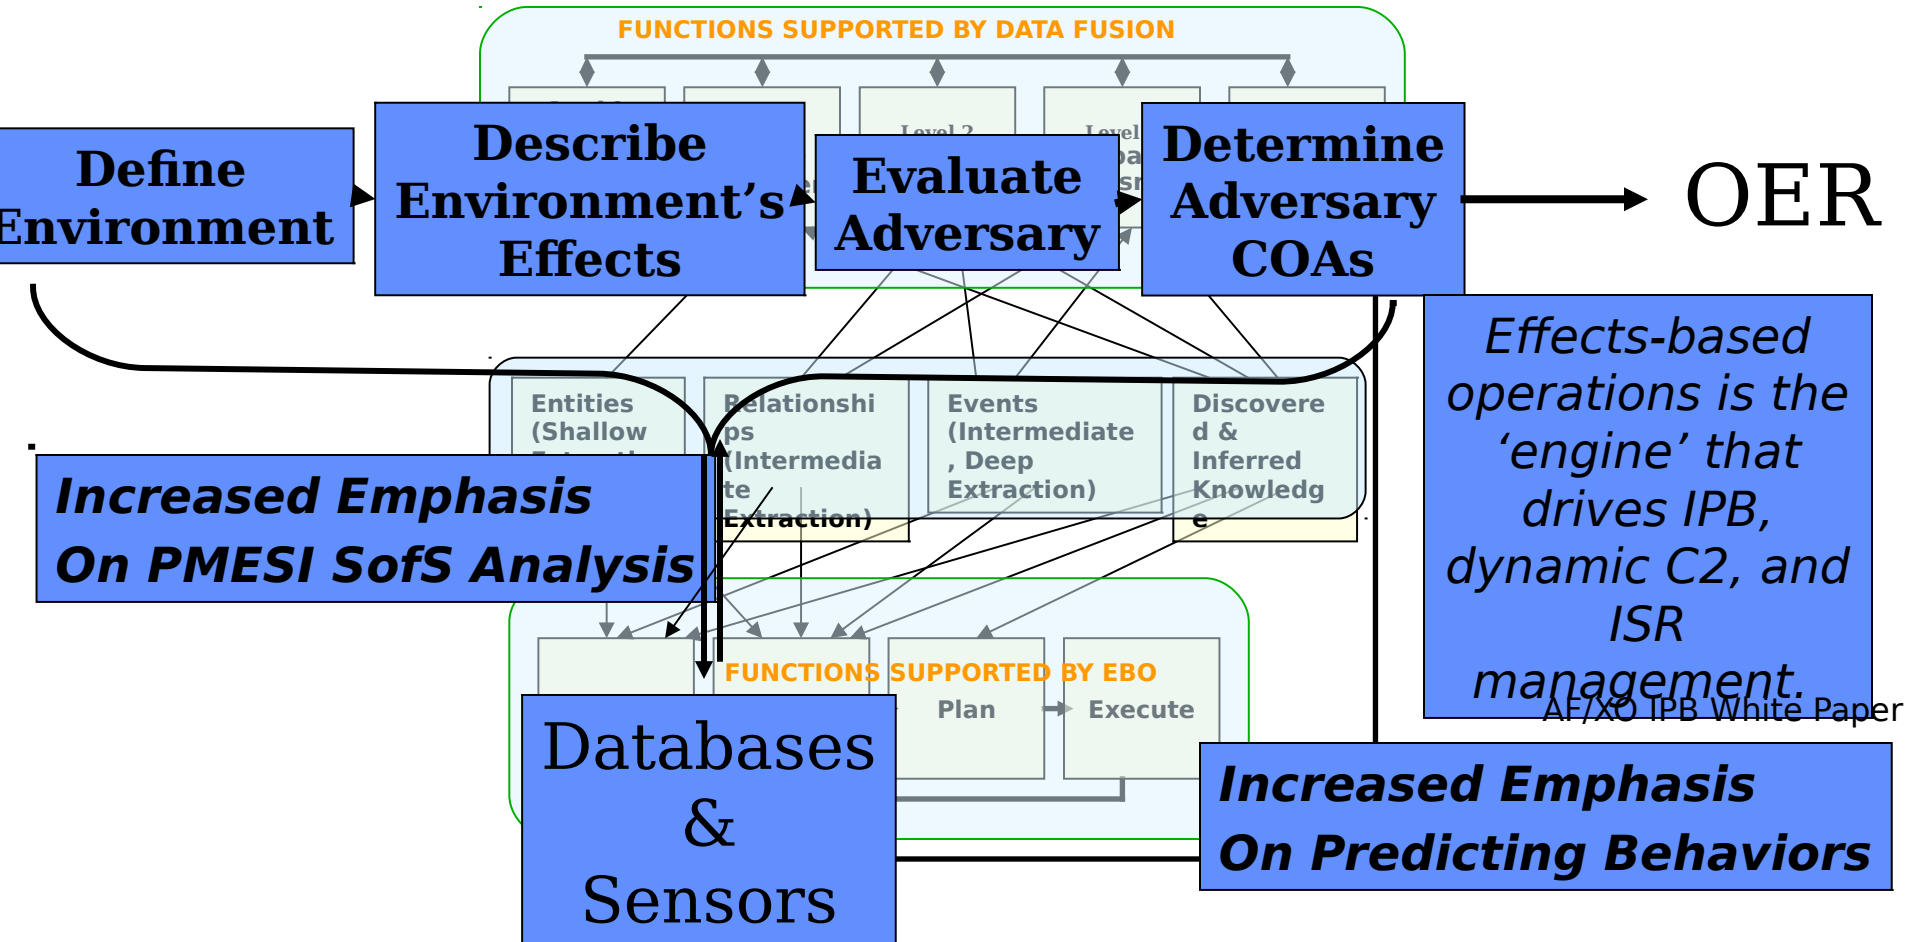 FUNCTIONS SUPPORTED BY DATA FUSION
Level 2
Level
Define
Environment
Describe
Environment’s
Effects
Evaluate
Adversary
Determine
Adversary
COAs
OER
Effects-based
operations is the
‘engine’ that
drives IPB,
dynamic C2, and
ISR
management.
AF/XO IPB White Paper
Entities
(Shallow
Relationshi
ps
(Intermedia
te
Extraction)
Events
(Intermediate
, Deep
Extraction)
Discovere
d &
Inferred
Knowledg
e
Increased Emphasis
On PMESI SofS Analysis
FUNCTIONS SUPPORTED BY EBO
Plan
Execute
Databases
&
Sensors
Increased Emphasis
On Predicting Behaviors